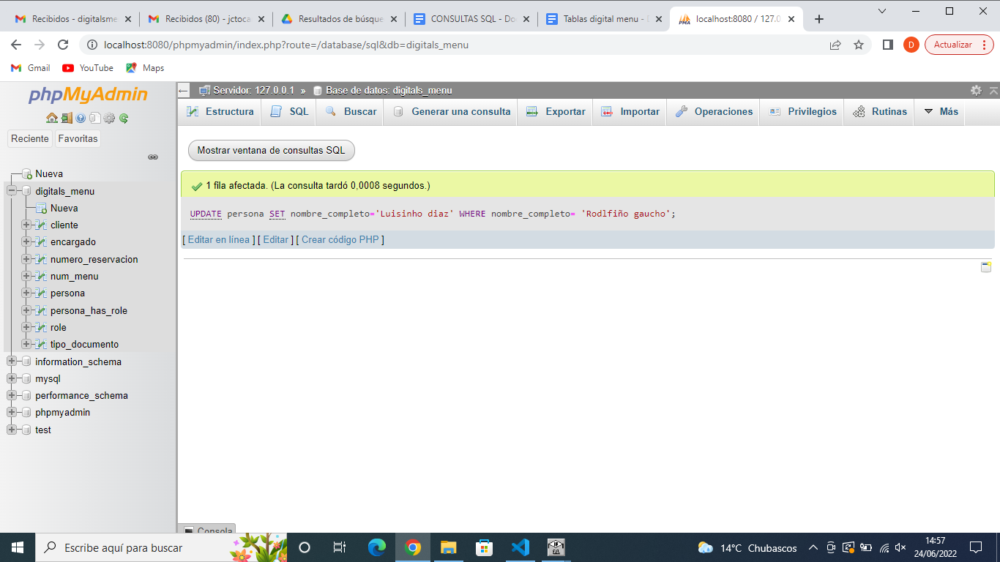 Recibidos - digitalsme
Recibidos (80) - jctoca
Resultados de búsque
CONSULTAS SQL - Do
Tablas digital menu - D
localhost:8080 / 127.0
localhost:8080/phpmyadmin/index.php?route=/database/sql&db=digitals_menu
D
Actualizar
Gmail
YouTube
Maps
phpMyAdmin
Reciente
Favoritas
Nueva
digitals_menu
Nueva
cliente
encargado
numero_reservacion
num_menu
persona
persona_has_role
role
tipo_documento
information_schema
mysql
performance_schema
phpmyadmin
test
Servidor: 127.0.0.1 » Base de datos: digitals_menu
Estructura
SQL
Buscar
Generar una consulta
Exportar
Importar
Operaciones
Privilegios
Rutinas
Más
Mostrar ventana de consultas SQL
1 fila afectada. (La consulta tardó 0,0008 segundos.)
UPDATE persona SET nombre_completo='Luisinho diaz' WHERE nombre_completo= 'Rodlfiño gaucho';
[ Editar en línea ] [ Editar ] [ Crear código PHP ]
Consola
Escribe aquí para buscar
14°C Chubascos
14:57
24/06/2022